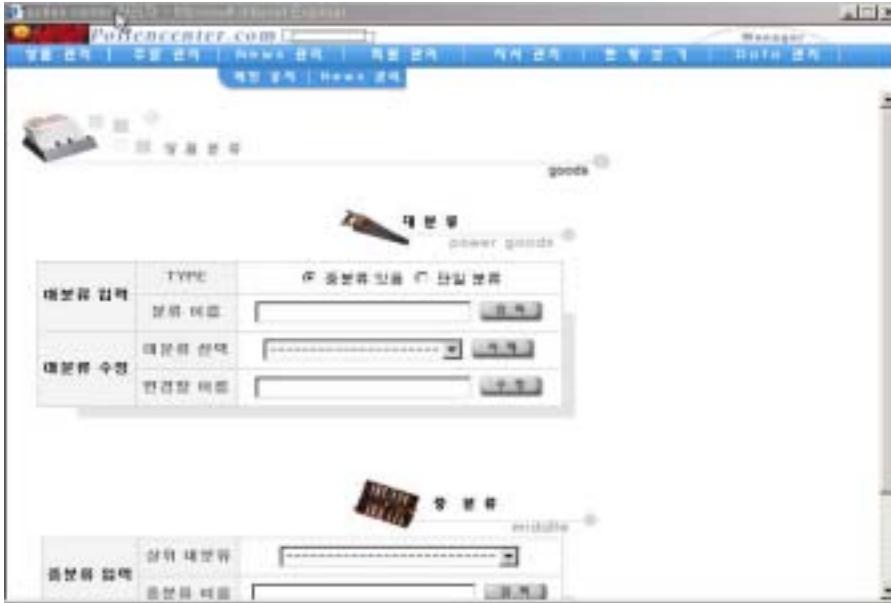 Microsoft Internet Explorer
Pollencenter.com
Manager
상품 관리 | 주문 관리 | News 관리 | 회원 관리 | 지사 관리 | 현 황 보 기 | Info 관리 |
News 관리
상 품 분 류
goods
대 분 류
power goods
대분류 입력
TYPE
중분류 있음 단일 분류
분류 이름
입 력
대분류 수정
대분류 선택
삭 제
변경할 이름
수 정
중 분 류
middle
중분류 입력
상위 대분류
중분류 이름
입 력